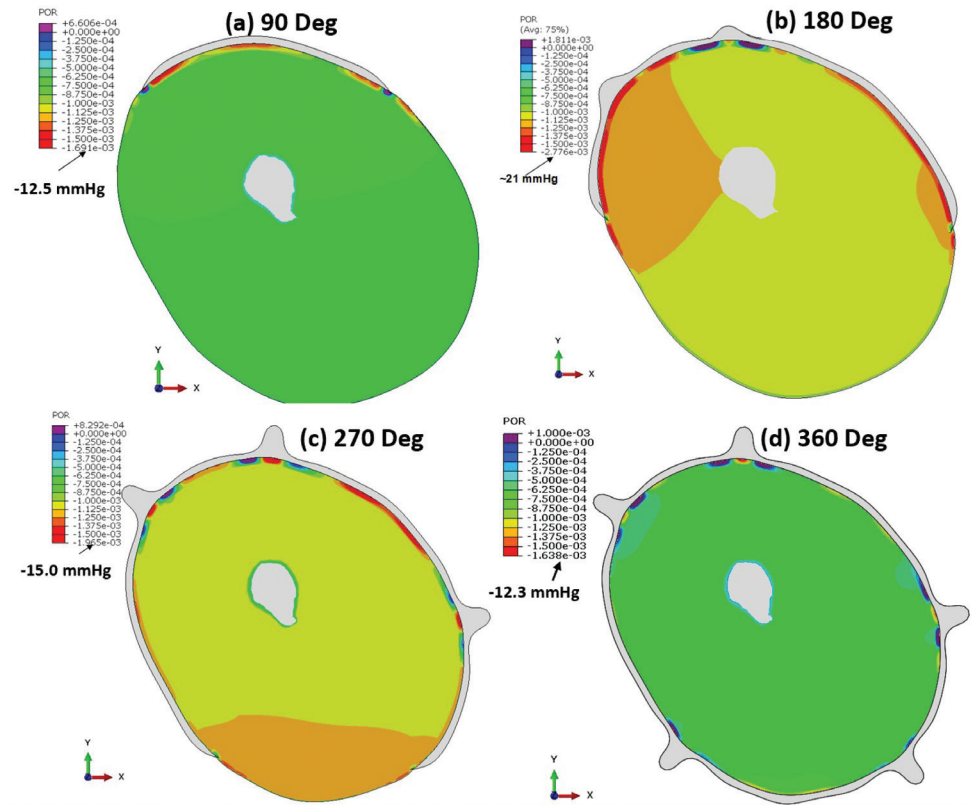 (a) 90 Deg
POR
+6.606e-04
+0.000e+00
-1.250e-04
-2.500e-04
-3.750e-04
-5.000e-04
-6.250e-04
-7.500e-04
-8.750e-04
-1.000e-03
-1.125e-03
-1.250e-03
-1.375e-03
-1.500e-03
-1.691e-03
-12.5 mmHg
Y
X
(b) 180 Deg
POR
(Avg: 75%)
+1.811e-03
+0.000e+00
-1.250e-04
-2.500e-04
-3.750e-04
-5.000e-04
-6.250e-04
-7.500e-04
-8.750e-04
-1.000e-03
-1.125e-03
-1.250e-03
-1.375e-03
-1.500e-03
-2.776e-03
~21 mmHg
Y
X
(c) 270 Deg
POR
+8.292e-04
+0.000e+00
-1.250e-04
-2.500e-04
-3.750e-04
-5.000e-04
-6.250e-04
-7.500e-04
-8.750e-04
-1.000e-03
-1.125e-03
-1.250e-03
-1.375e-03
-1.500e-03
-1.965e-03
-15.0 mmHg
Y
X
(d) 360 Deg
POR
+1.000e-03
+0.000e+00
-1.250e-04
-2.500e-04
-3.750e-04
-5.000e-04
-6.250e-04
-7.500e-04
-8.750e-04
-1.000e-03
-1.250e-03
-1.375e-03
-1.500e-03
-1.638e-03
-12.3 mmHg
Y
X